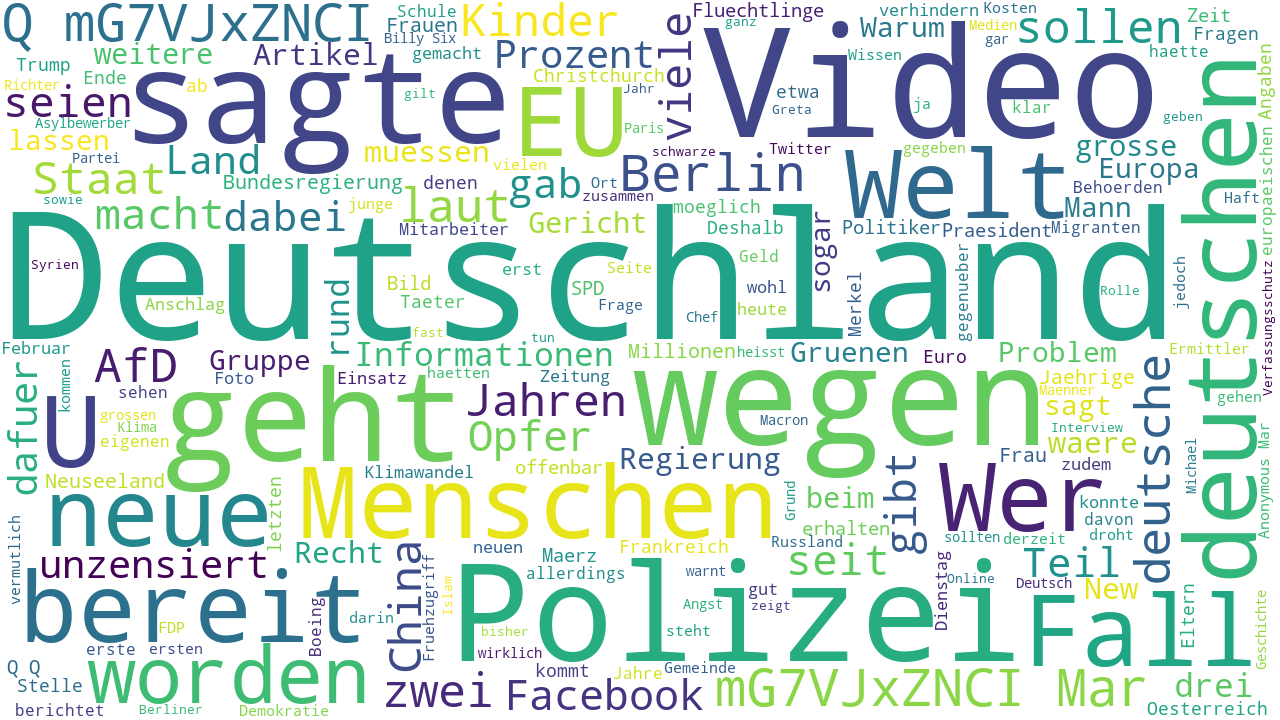 Q mG7VJxZNCI
Schule
Kinder
Fluechtlinge
ganz
verhindern
Kosten
Zeit
Frauen
Billy Six
Warum
Medien
sollen
Fragen
weitere
Artikel
gemacht
Prozent
viele
Video
Wissen
gar
haette
Trump
Ende
Christchurch
Richter
ab
sagte
gilt
EU
Jahr
etwa
Greta
ja
klar
geben
Angaben
seien
Asylbewerber
Paris
lassen
Partei
Land
muessen
vielen
schwarze
Twitter
gegeben
grosse
Staat
Bundesregierung
denen
gab
Ort
Berlin
Welt
Europa
Behoerden
Haft
sowie
zusammen
macht
dabei
junge
laut
Mitarbeiter
Gericht
moeglich
Deshalb
sogar
Politiker
Praesident
Mann
Migranten
europaeischen
deutschen
Deutschland
Syrien
erst
Seite
Geld
gegenueber
jedoch
Anschlag
rund
Bild
Taeter
SPD
Frage
wohl
heute
Merkel
Rolle
Verfassungsschutz
Chef
fast
tun
Februar
AfD
Gruppe
Informationen
Millionen
heisst
Gruenen
Euro
Problem
Ermittler
dafuer
kommen
sehen
Foto
Einsatz
haetten
Zeitung
Jaehrige
Maenner
gehen
U
grossen
Klima
eigenen
geht
Jahren
wegen
Macron
sagt
Interview
deutsche
Opfer
waere
Michael
Mar
Neuseeland
Klimawandel
offenbar
Regierung
Frau
zudem
Anonymous
neue
letzten
Menschen
Grund
beim
gibt
Wer
konnte
davon
droht
vermutlich
erhalten
unzensiert
Recht
China
neuen
Maerz
Frankreich
Russland
seit
sollten
derzeit
allerdings
warnt
Teil
bereit
Boeing
Fruehzugriff
Islam
Polizei
gut
zeigt
Online
Deutsch
New
Dienstag
Angst
Fall
Eltern
FDP
darin
bisher
steht
Geschichte
erste
ersten
wirklich
Q Q
worden
kommt
Jahre
Gemeinde
Stelle
zwei
Facebook
mG7VJxZNCI Mar
drei
berichtet
Berliner
Demokratie
Oesterreich